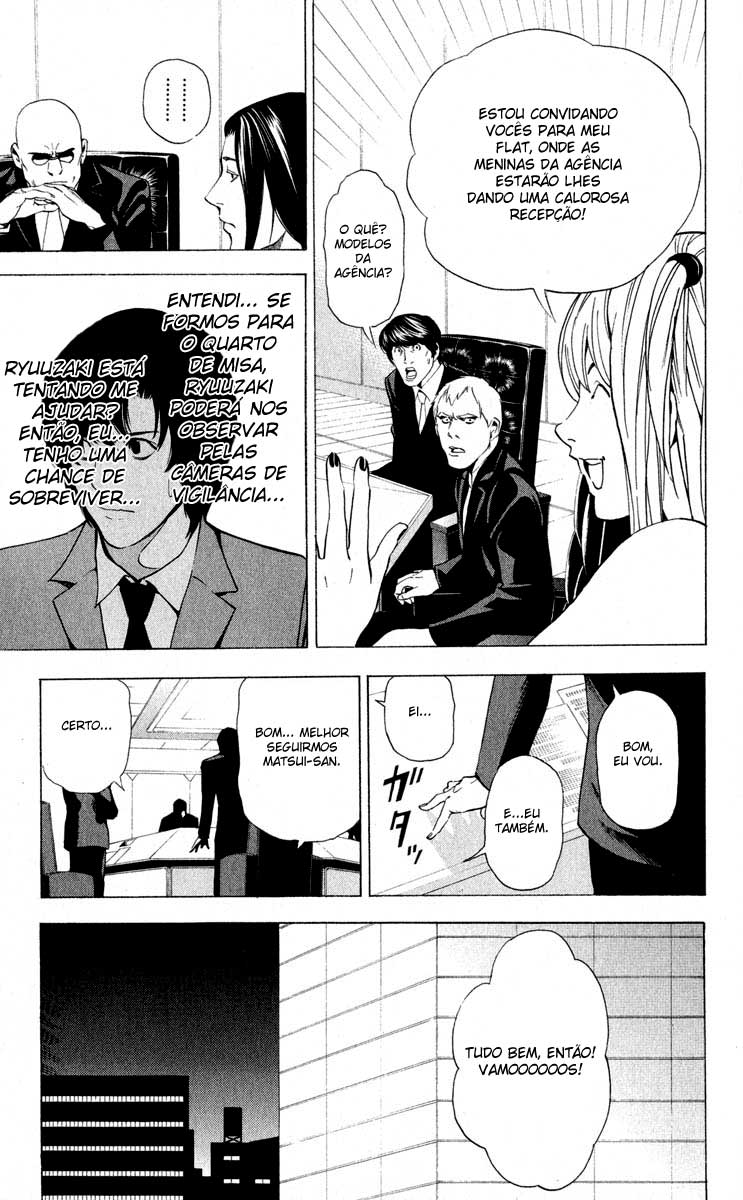 ESTOU CONVIDANDO
VOCÊS PARA MEU
FLAT, ONDE AS
MENINAS DA AGÊNCIA
ESTARÃO LHES
DANDO UMA CALOROSA
RECEPÇÃO!
O QUÊ?
MODELOS
DA
AGÊNCIA?
.......
.......
ENTENDI... SE
FORMOS PARA
O QUARTO
DE MISA,
RYUUZAKI
PODERÁ NOS
OBSERVAR
PELAS
CÂMERAS DE
VIGILÂNCIA...
RYUUZAKI ESTÁ
TENTANDO ME
AJUDAR?
ENTÃO, EU...
TENHO UMA
CHANCE DE
SOBREVIVER...
BOM,
EU VOU.
EI...
E...EU
TAMBÉM.
ガタッ
BOM... MELHOR
SEGUIRMOS
MATSUI-SAN.
CERTO...
TUDO BEM, ENTÃO!
VAMOOOOOOS!